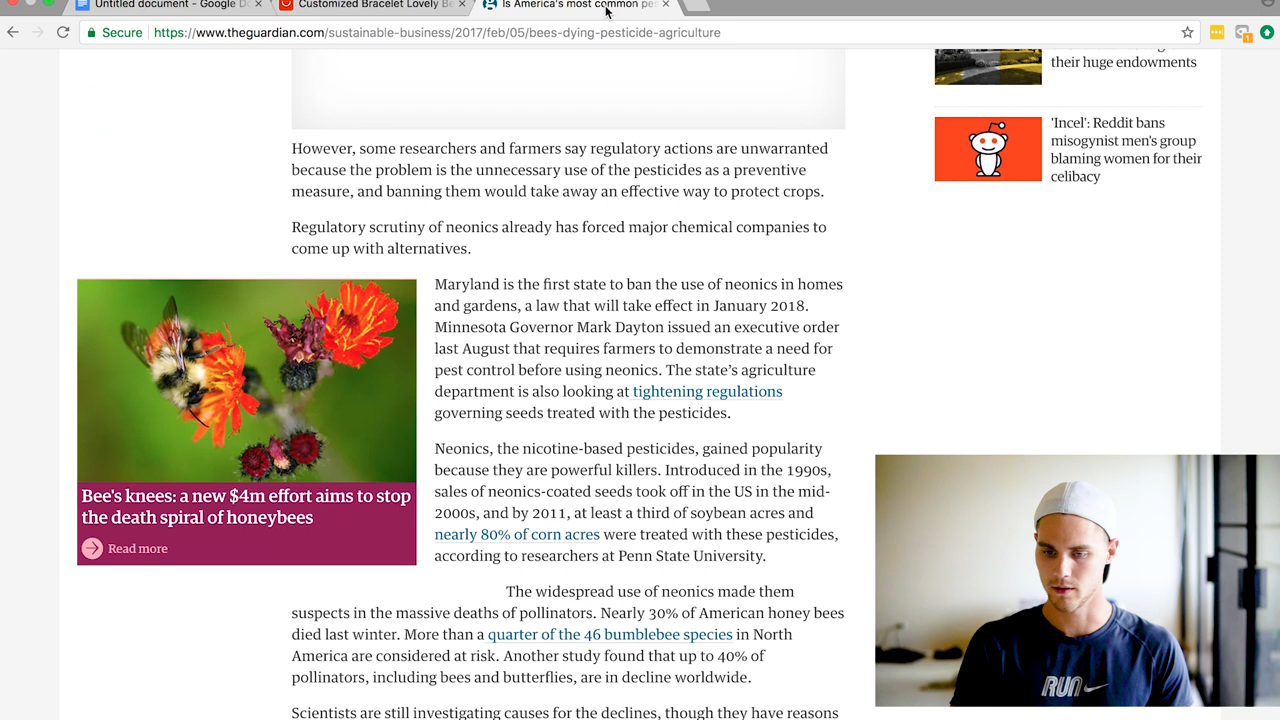 Untitled document - Google D
Customized Bracelet Lovely Be
Is America's most common pes
Secure
https://www.theguardian.com/sustainable-business/2017/feb/05/bees-dying-pesticide-agriculture
1
their huge endowments
'Incel': Reddit bans
misogynist men's group
blaming women for their
celibacy
However, some researchers and farmers say regulatory actions are unwarranted
because the problem is the unnecessary use of the pesticides as a preventive
measure, and banning them would take away an effective way to protect crops.
Regulatory scrutiny of neonics already has forced major chemical companies to
come up with alternatives.
Bee's knees: a new $4m effort aims to stop
the death spiral of honeybees
Read more
Maryland is the first state to ban the use of neonics in homes
and gardens, a law that will take effect in January 2018.
Minnesota Governor Mark Dayton issued an executive order
last August that requires farmers to demonstrate a need for
pest control before using neonics. The state's agriculture
department is also looking at tightening regulations
governing seeds treated with the pesticides.
Neonics, the nicotine-based pesticides, gained popularity
because they are powerful killers. Introduced in the 1990s,
sales of neonics-coated seeds took off in the US in the mid-
2000s, and by 2011, at least a third of soybean acres and
nearly 80% of corn acres were treated with these pesticides,
according to researchers at Penn State University.
The widespread use of neonics made them
suspects in the massive deaths of pollinators. Nearly 30% of American honey bees
died last winter. More than a quarter of the 46 bumblebee species in North
America are considered at risk. Another study found that up to 40% of
pollinators, including bees and butterflies, are in decline worldwide.
Scientists are still investigating causes for the declines, though they have reasons
RUN